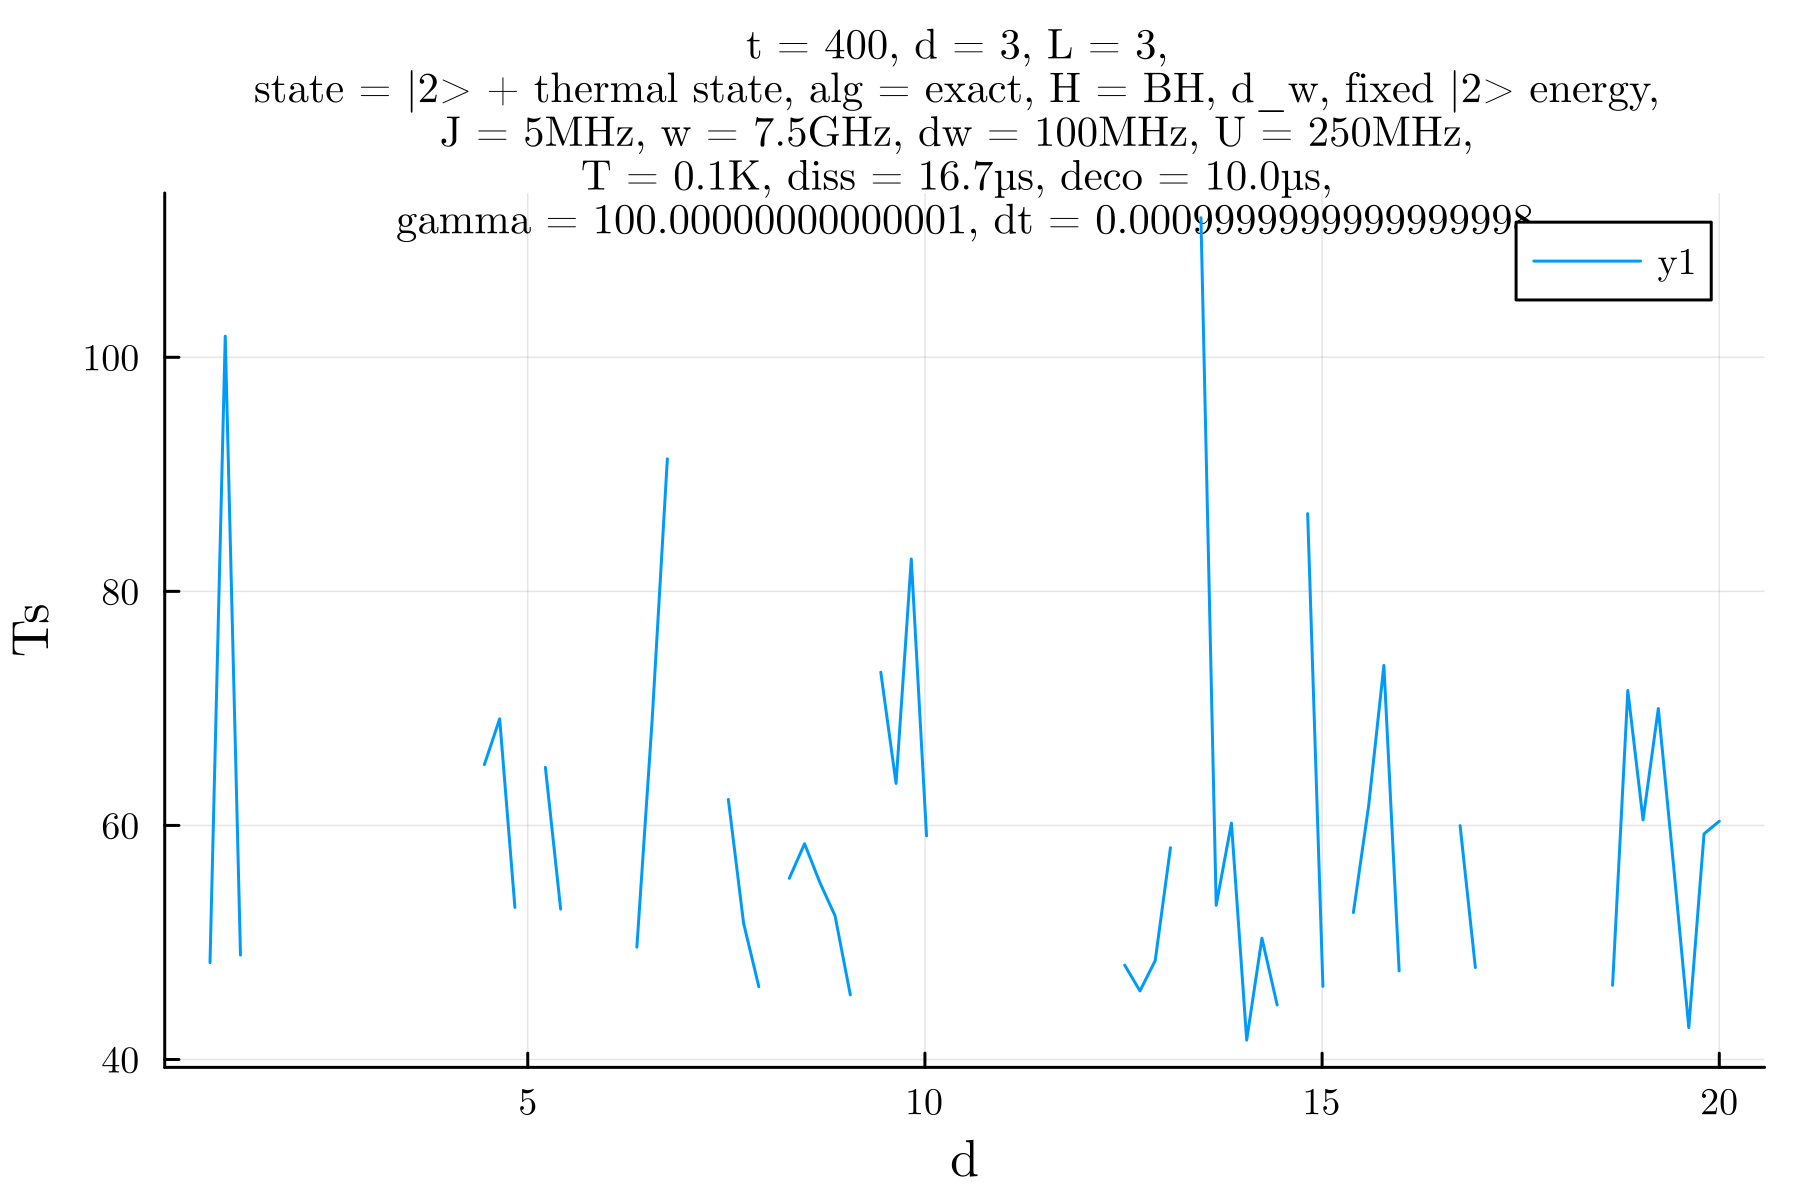 t = 400, d = 3, L = 3,
state = |2> + thermal state, alg = exact, H = BH, d_w, fixed |2> energy,
J = 5MHz, w = 7.5GHz, dw = 100MHz, U = 250MHz,
T = 0.1K, diss = 16.7µs, deco = 10.0µs,
gamma = 100.00000000000001, dt = 0.0009999999999999998
y1
100
80
60
40
Ts
5 10 15 20
d